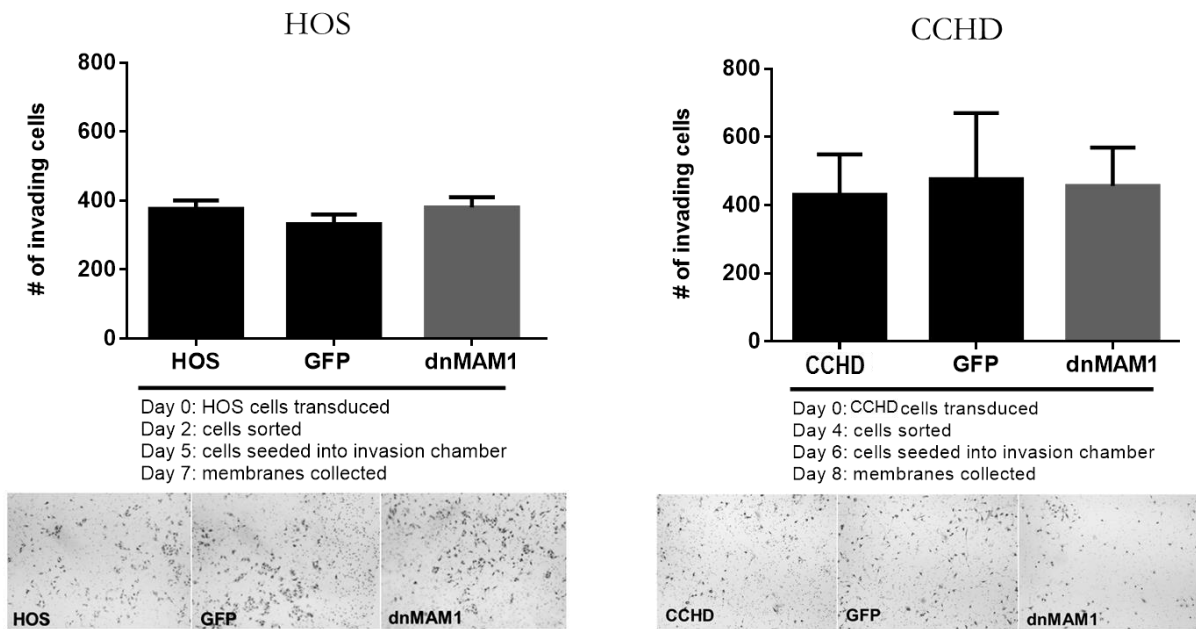 HOS
# of invading cells
800
600
400
200
0
HOS GFP dnMAM1
Day 0: HOS cells transduced
Day 2: cells sorted
Day 5: cells seeded into invasion chamber
Day 7: membranes collected
HOS GFP dnMAM1
CCHD
# of invading cells
800
600
400
200
0
CCHD GFP dnMAM1
Day 0: CCHD cells transduced
Day 4: cells sorted
Day 6: cells seeded into invasion chamber
Day 8: membranes collected
CCHD GFP dnMAM1